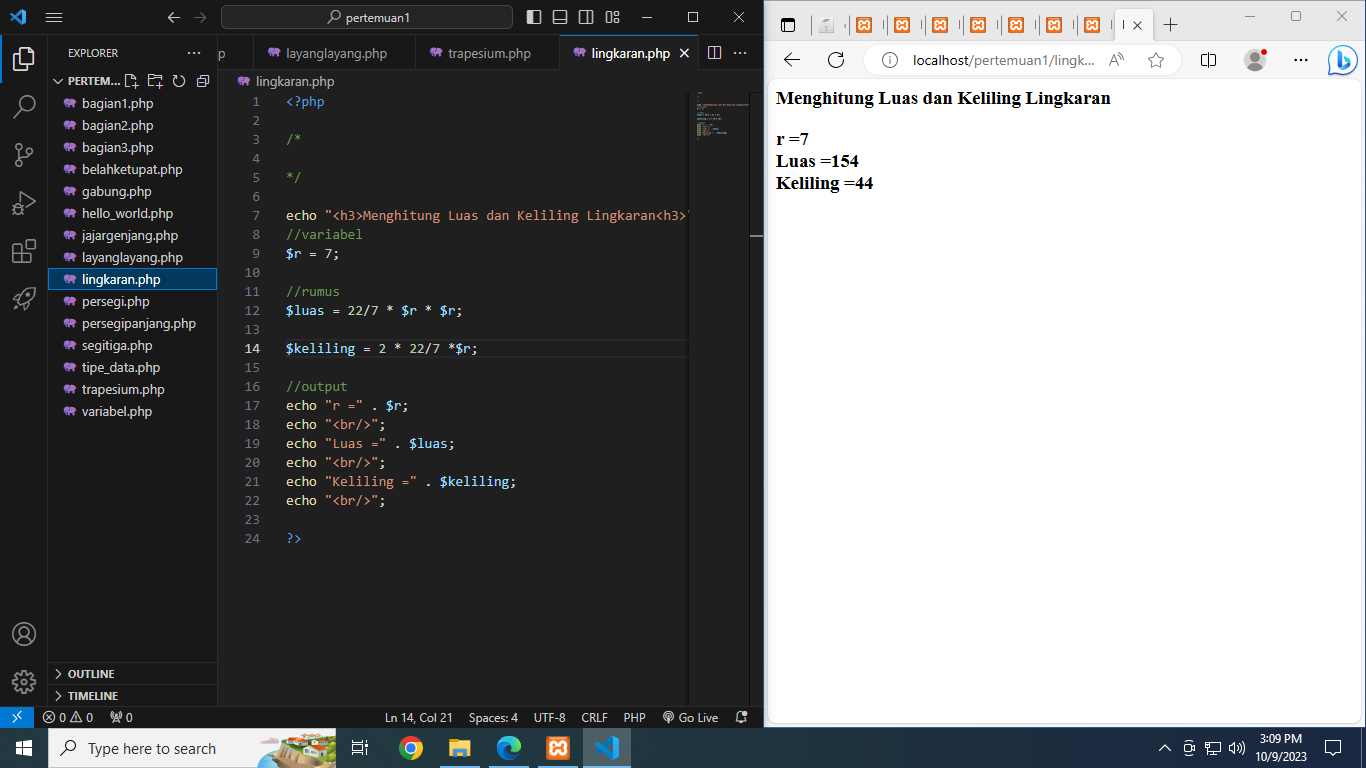 pertemuan1
EXPLORER
PERTEM...
bagian1.php
bagian2.php
bagian3.php
belahketupat.php
gabung.php
hello_world.php
jajargenjang.php
layanglayang.php
lingkaran.php
persegi.php
persegipanjang.php
segitiga.php
tipe_data.php
trapesium.php
variabel.php
OUTLINE
TIMELINE
p layanglayang.php trapesium.php lingkaran.php
lingkaran.php
1 <?php
2
3 /*
4
5 */
6
7 echo "<h3>Menghitung Luas dan Keliling Lingkaran<h3>"
8 //variabel
9 $r = 7;
10
11 //rumus
12 $luas = 22/7 * $r * $r;
13
14 $keliling = 2 * 22/7 *$r;
15
16 //output
17 echo "r =" . $r;
18 echo "<br/>";
19 echo "Luas =" . $luas;
20 echo "<br/>";
21 echo "Keliling =" . $keliling;
22 echo "<br/>";
23
24 ?>
0 0 0 Ln 14, Col 21 Spaces: 4 UTF-8 CRLF PHP Go Live
localhost/pertemuan1/lingk...
Menghitung Luas dan Keliling Lingkaran
r =7
Luas =154
Keliling =44
Type here to search
3:09 PM
10/9/2023